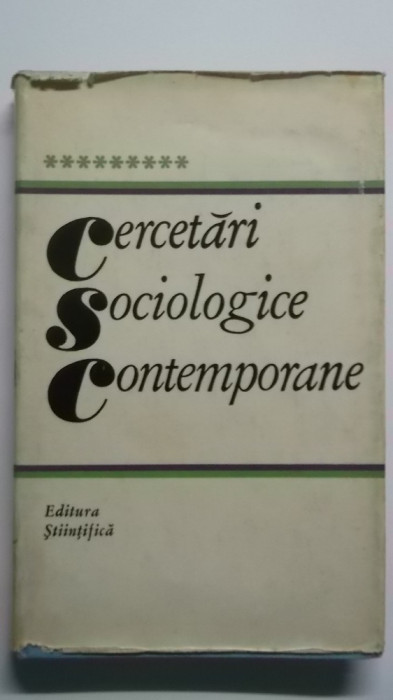 *********
Cercetări
Sociologice
Contemporane
Editura
Științifică